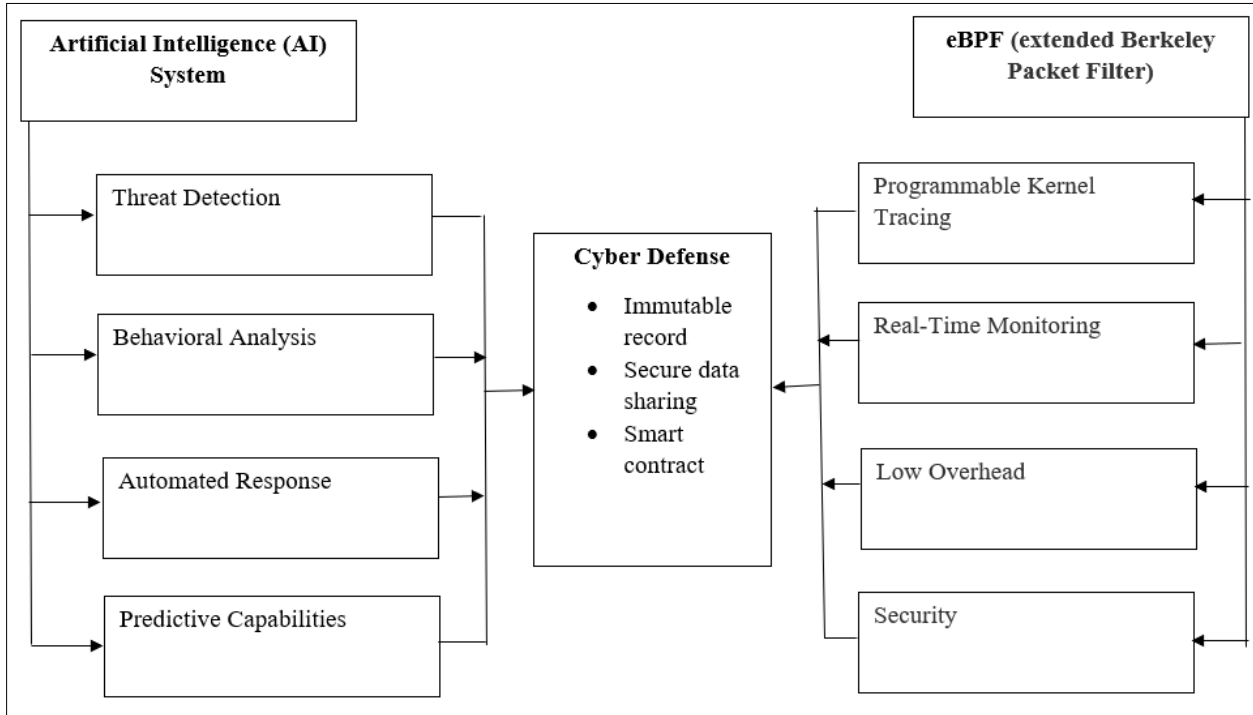 Artificial Intelligence (AI)
System
eBPF (extended Berkeley
Packet Filter)
Threat Detection
Behavioral Analysis
Automated Response
Predictive Capabilities
Cyber Defense
• Immutable
record
• Secure data
sharing
• Smart
contract
Programmable Kernel
Tracing
Real-Time Monitoring
Low Overhead
Security